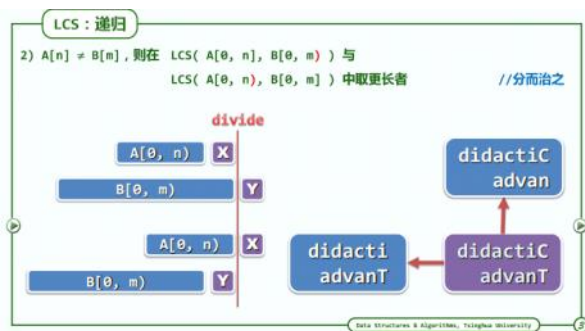 LCS：递归
2) A[n] ≠ B[m]，则在 LCS( A[0, n], B[0, m) ) 与
LCS( A[0, n), B[0, m] ) 中取更长者 //分而治之
divide
A[0, n) X
B[0, m) Y
A[0, n) X
B[0, m) Y
didactiC
advan
didacti
advanT
didactiC
advanT
Data Structures & Algorithms, Tsinghua University